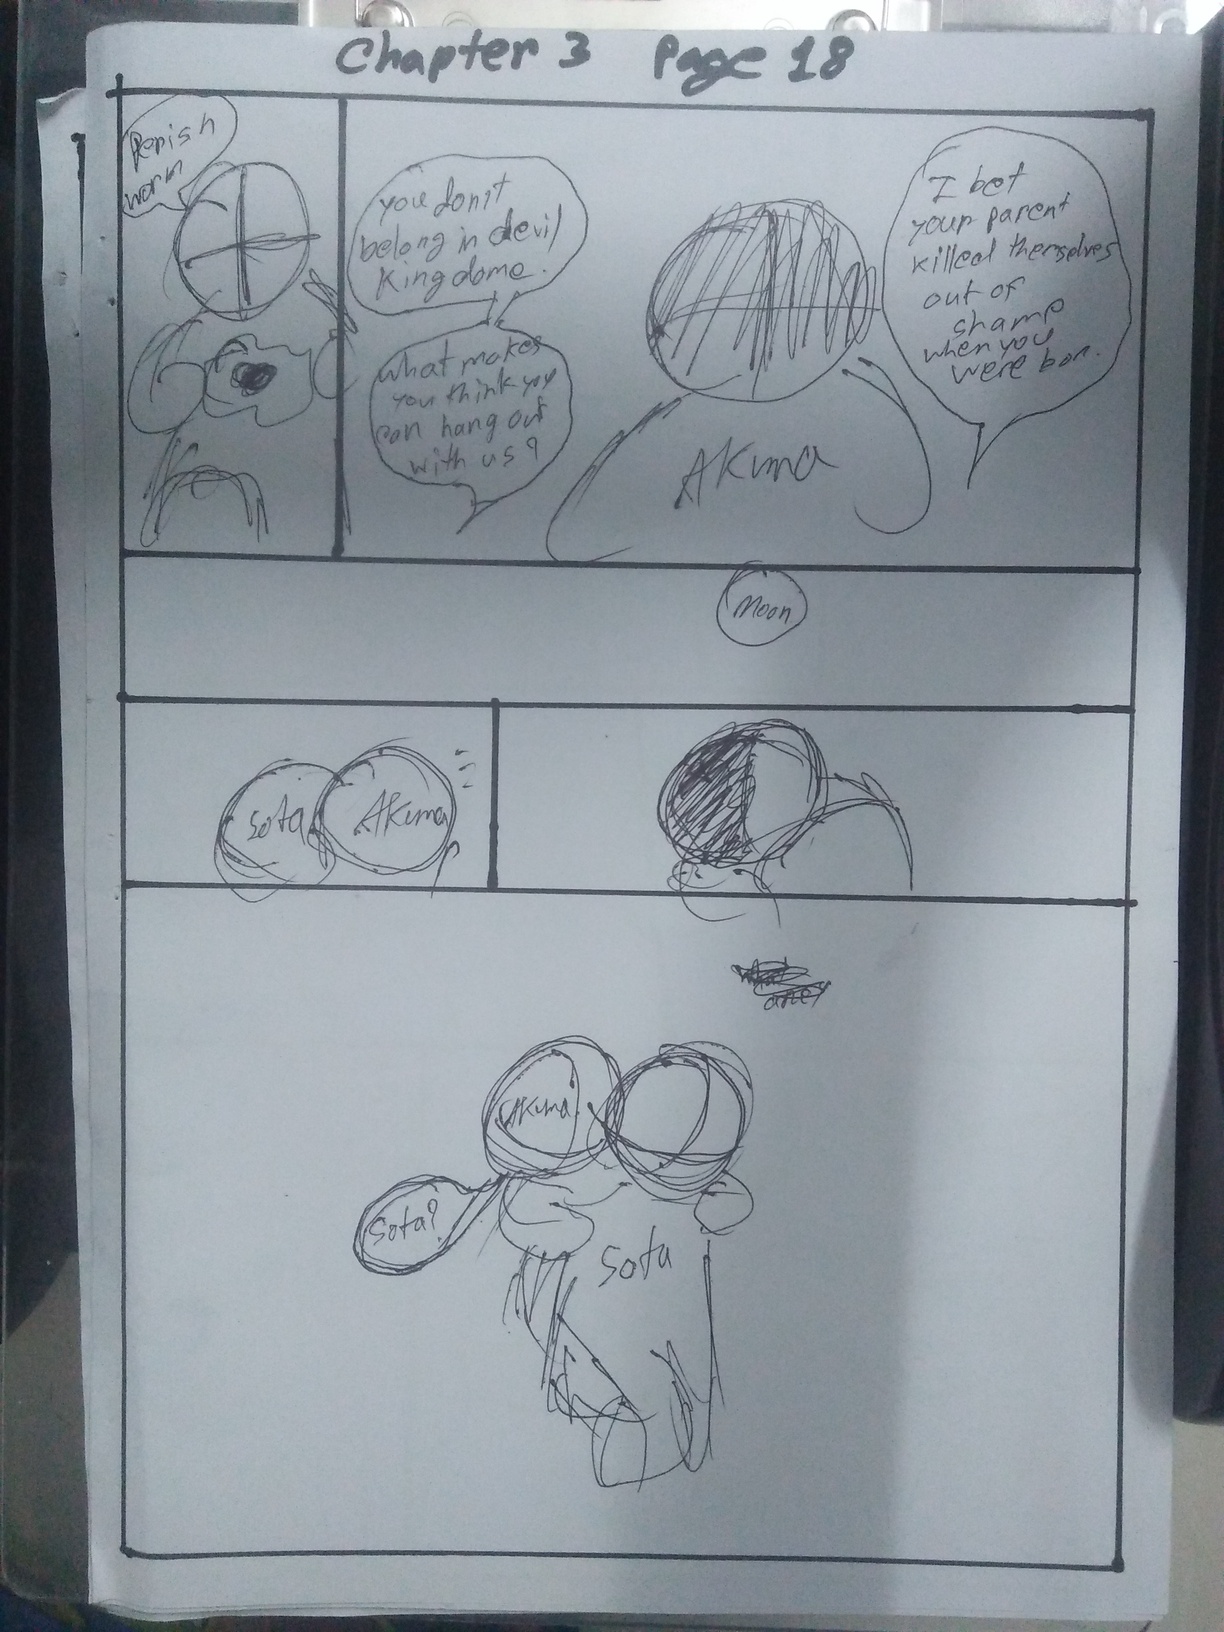 Chapter 3 Page 18
Perish
worm
you don't
belong in devil
Kingdome.
what makes
you think you
can hang out
with us?
I bet
your parent
killed themselves
out of
shame
when you
were bon.
Akuma
Moon
Sota
Akuma
Akuma
Sota?
Sota